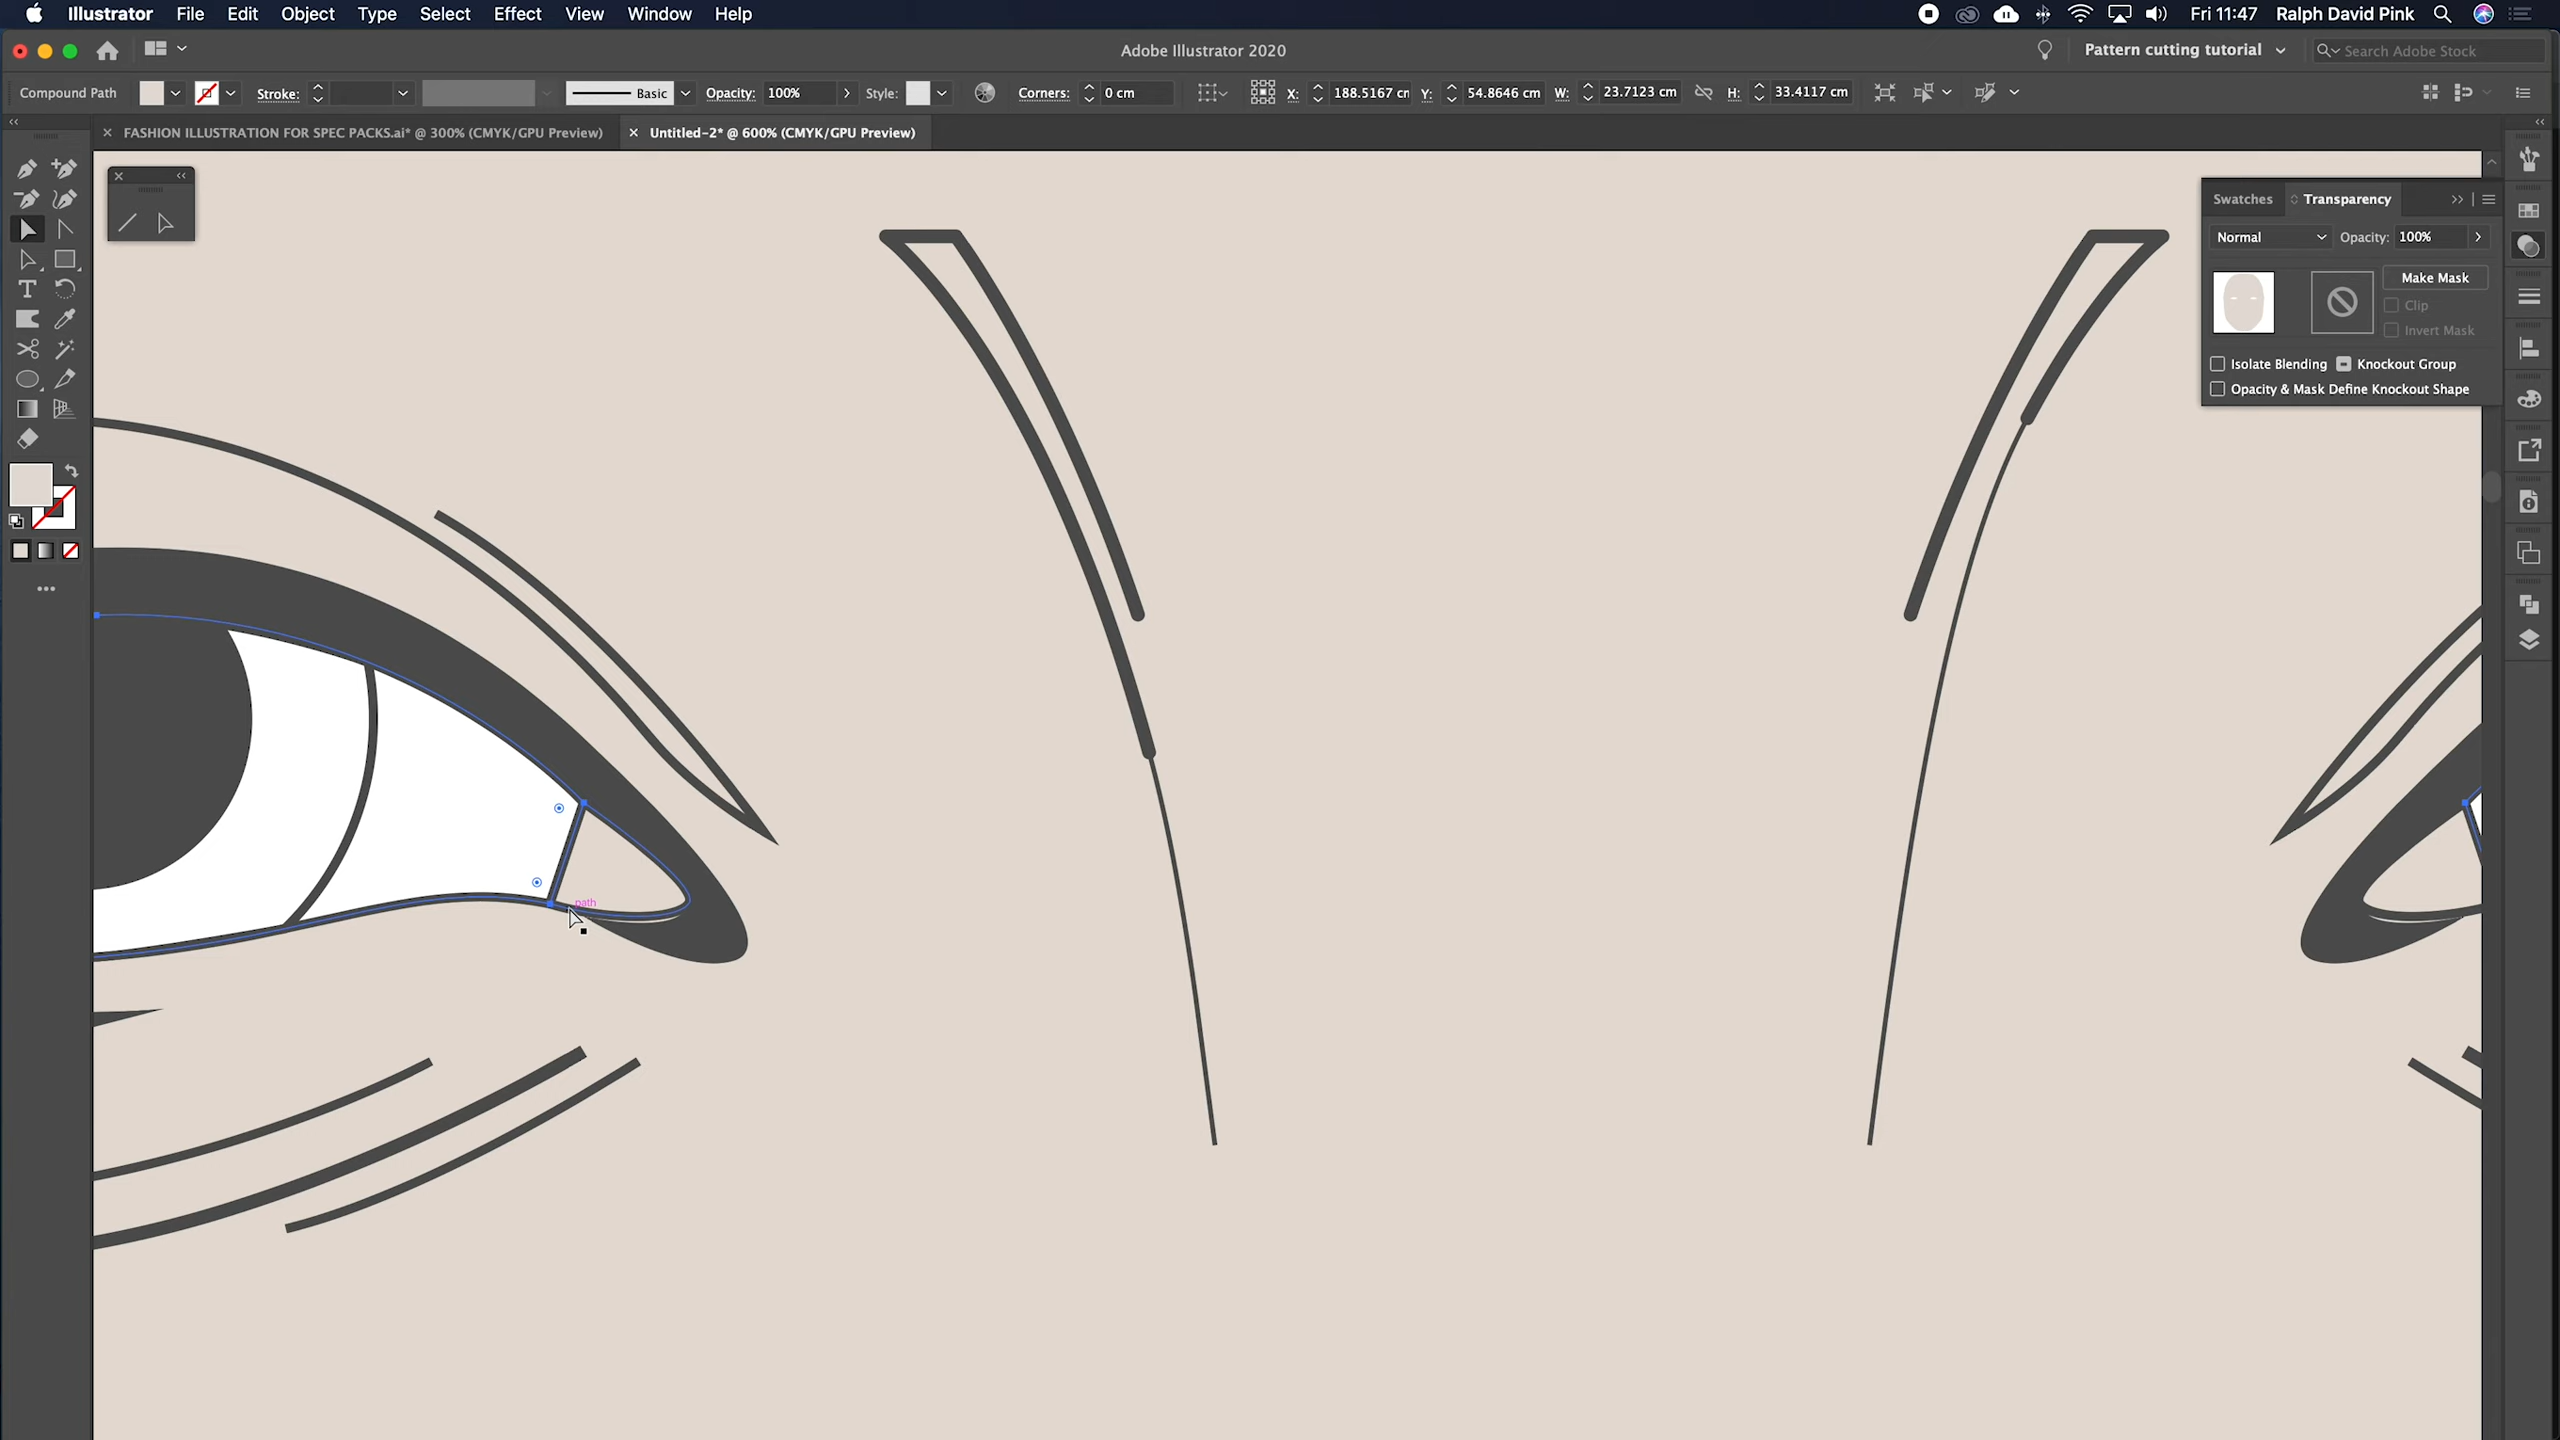 Illustrator File Edit Object Type Select Effect View Window Help Fri 11:47 Ralph David Pink
Adobe Illustrator 2020 Pattern cutting tutorial Search Adobe Stock
Compound Path Stroke: Basic Opacity: 100% Style: Corners: 0 cm X: 188.5167 cm Y: 54.8646 cm W: 23.7123 cm H: 33.4117 cm
FASHION ILLUSTRATION FOR SPEC PACKS.ai* @ 300% (CMYK/GPU Preview) Untitled-2* @ 600% (CMYK/GPU Preview)
Swatches Transparency
Normal Opacity: 100%
Make Mask
Clip
Invert Mask
Isolate Blending Knockout Group
Opacity & Mask Define Knockout Shape
path